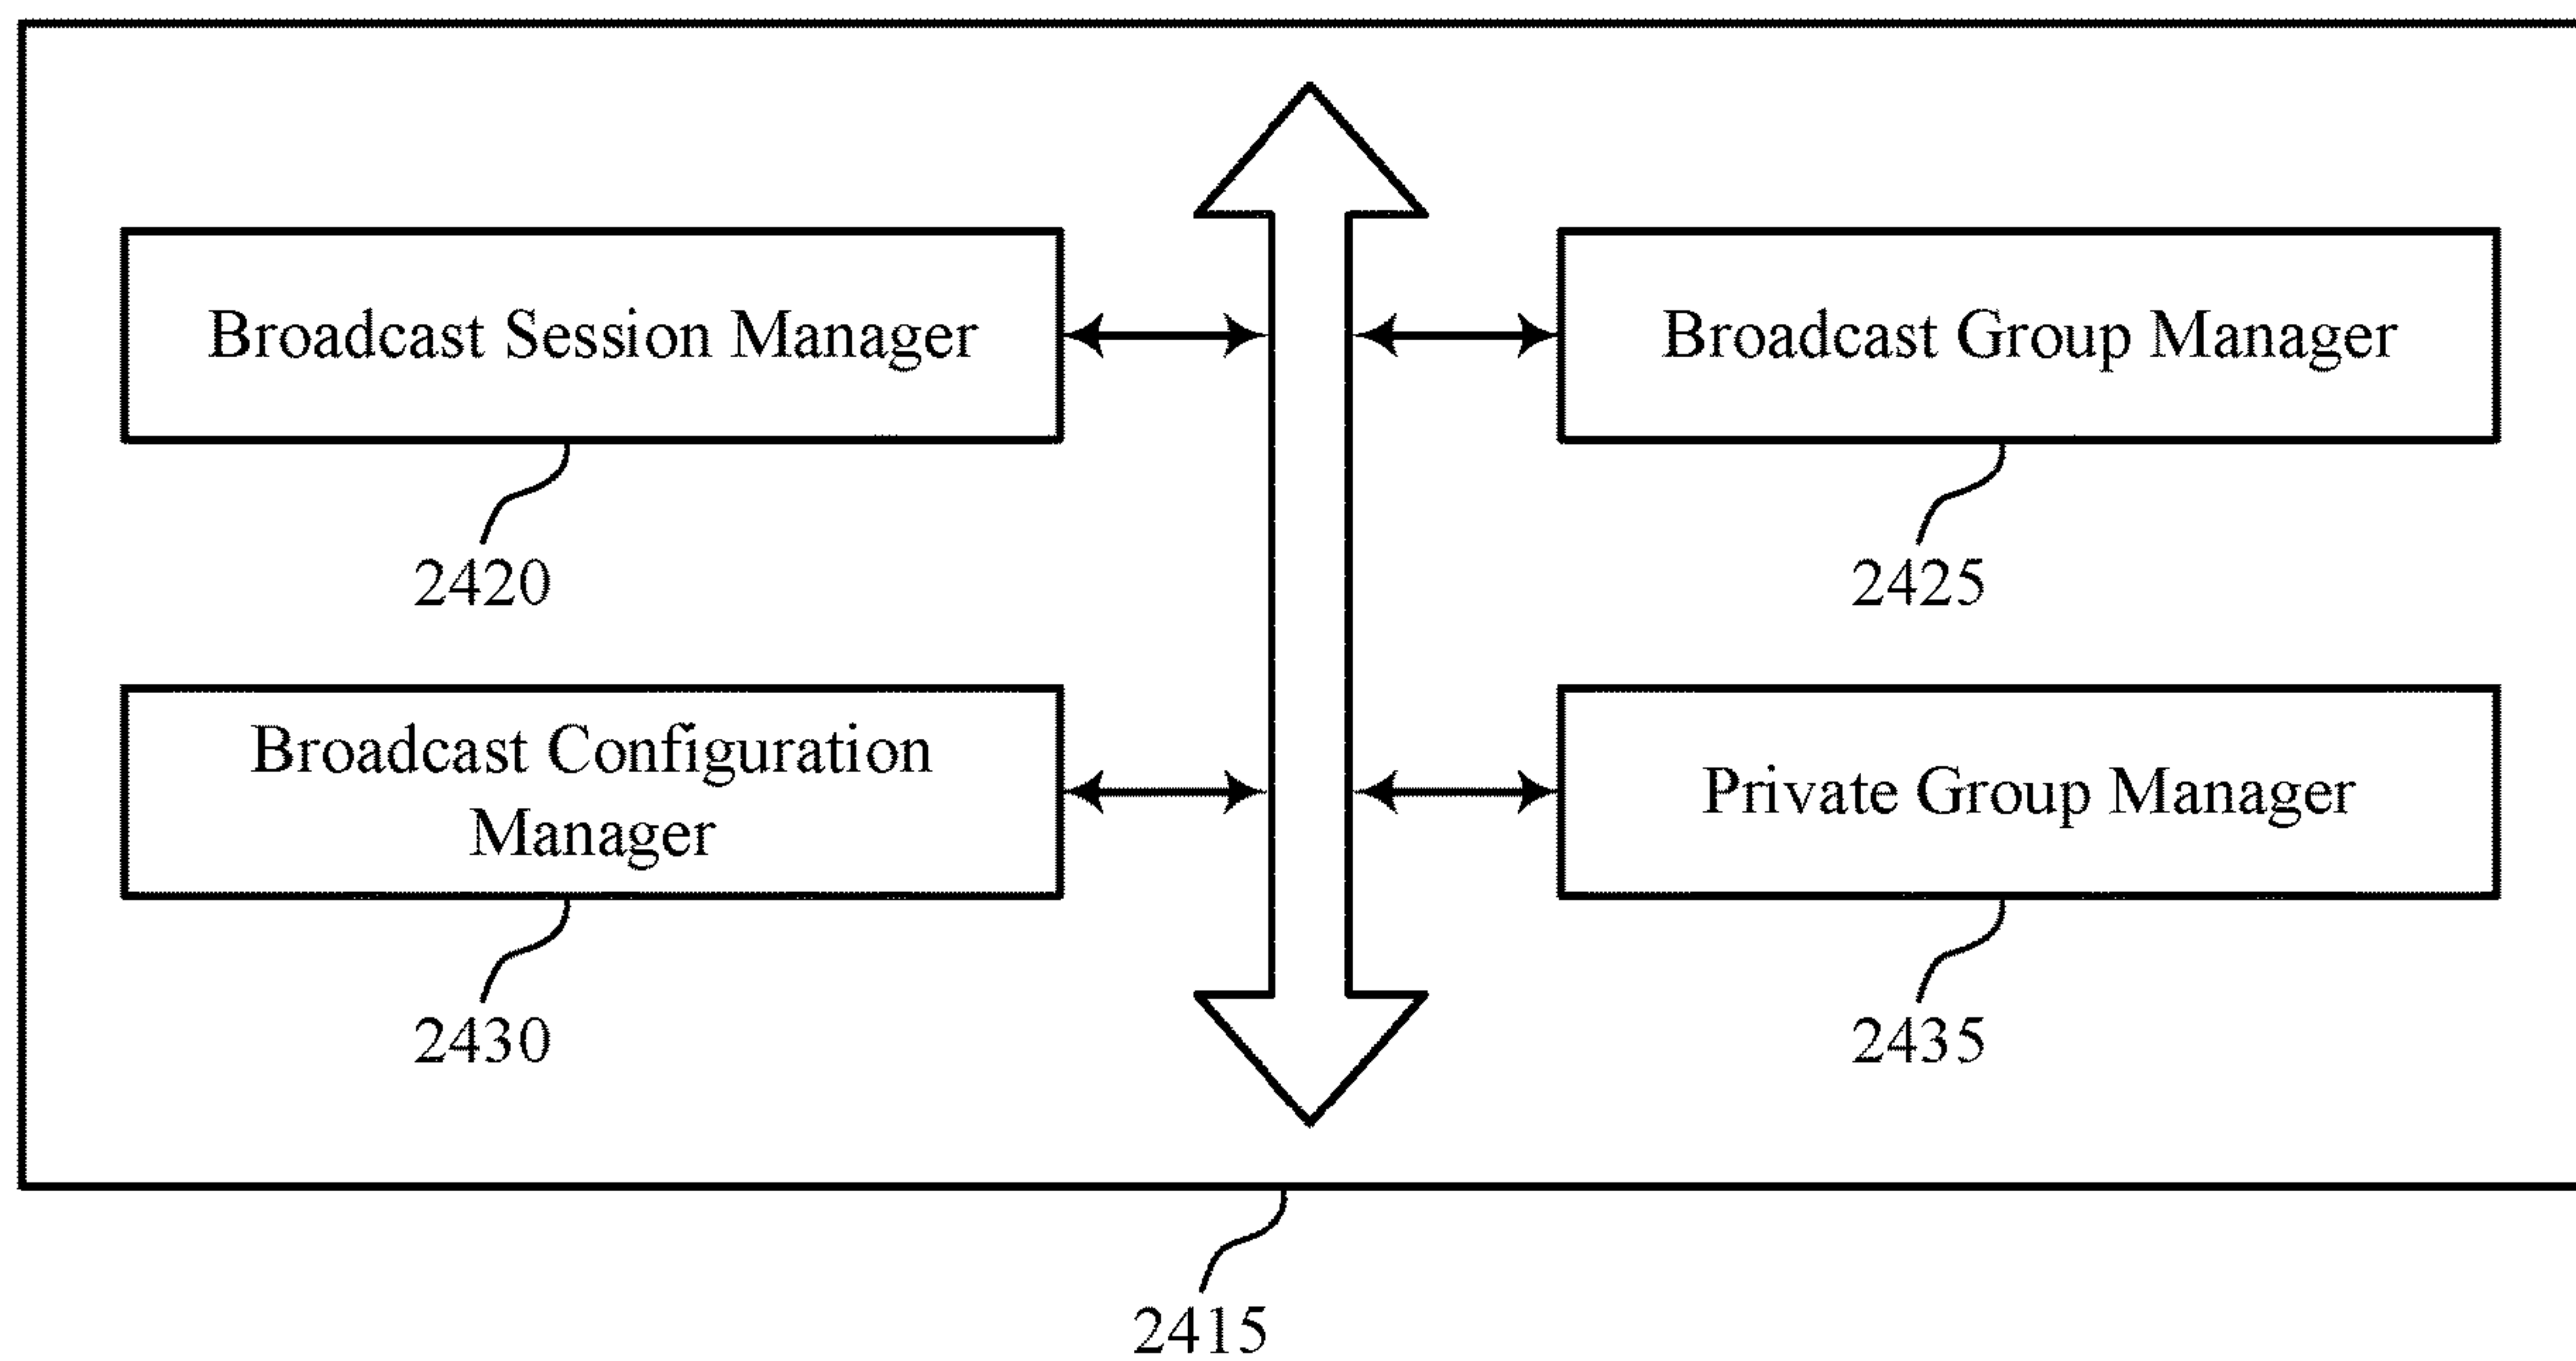 Broadcast Session Manager
Broadcast Group Manager
2420
2425
Broadcast Configuration
Manager
Private Group Manager
2430
2435
2415